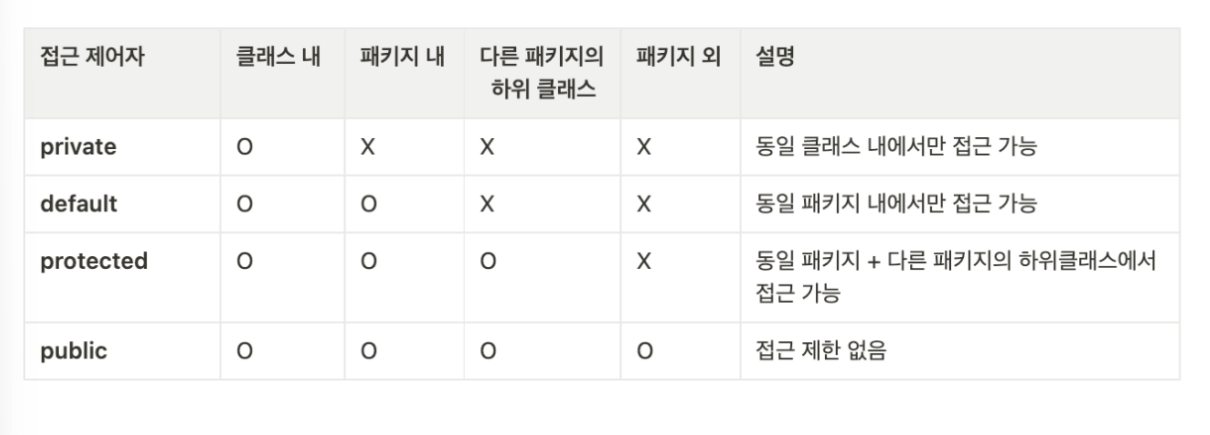 접근 제어자 클래스 내 패키지 내 다른 패키지의 패키지 외 설명
하위 클래스
private O X X X 동일 클래스 내에서만 접근 가능
default O O X X 동일 패키지 내에서만 접근 가능
protected O O O X 동일 패키지 + 다른 패키지의 하위클래스에서
접근 가능
public O O O O 접근 제한 없음